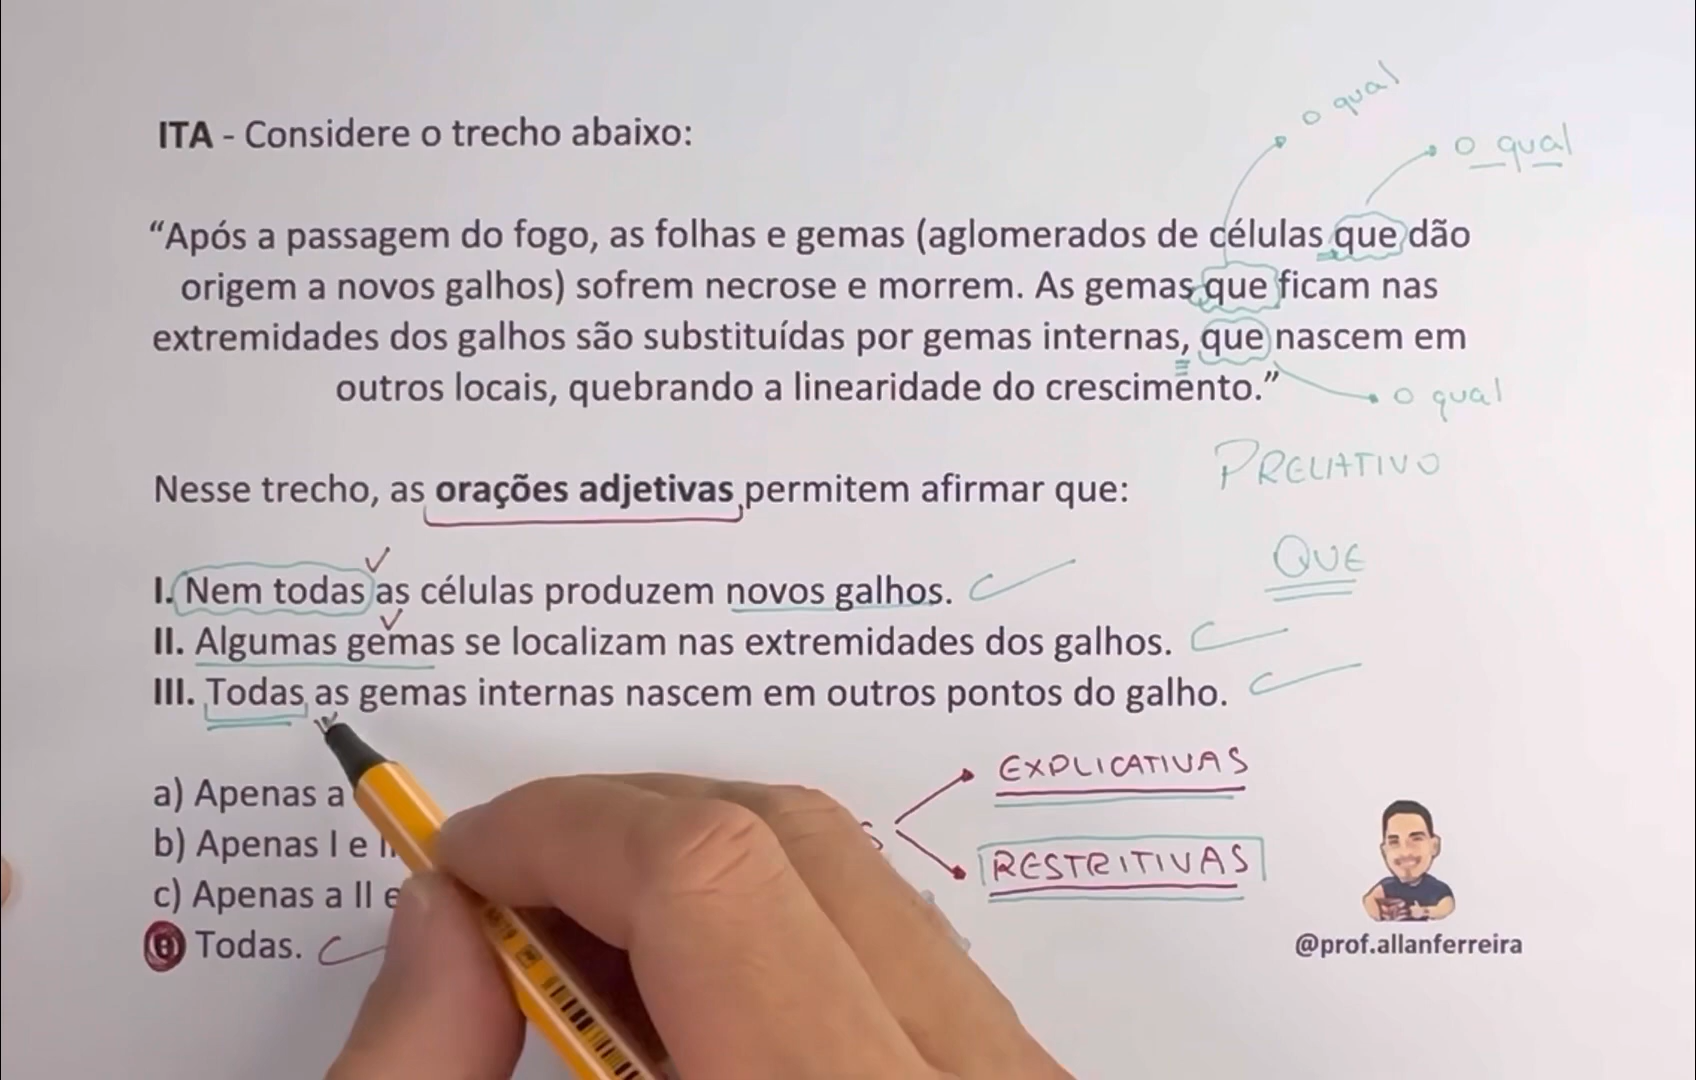 o qual
o qual
ITA - Considere o trecho abaixo:
“Após a passagem do fogo, as folhas e gemas (aglomerados de células que dão
origem a novos galhos) sofrem necrose e morrem. As gemas que ficam nas
extremidades dos galhos são substituídas por gemas internas, que nascem em
outros locais, quebrando a linearidade do crescimento.”
o qual
PRELIATIVO
Nesse trecho, as orações adjetivas permitem afirmar que:
QUE
I. Nem todas as células produzem novos galhos.
II. Algumas gemas se localizam nas extremidades dos galhos.
III. Todas as gemas internas nascem em outros pontos do galho.
EXPLICATIVAS
a) Apenas a
b) Apenas I e
RESTRITIVAS
c) Apenas a II e
Todas.
@prof.allanferreira